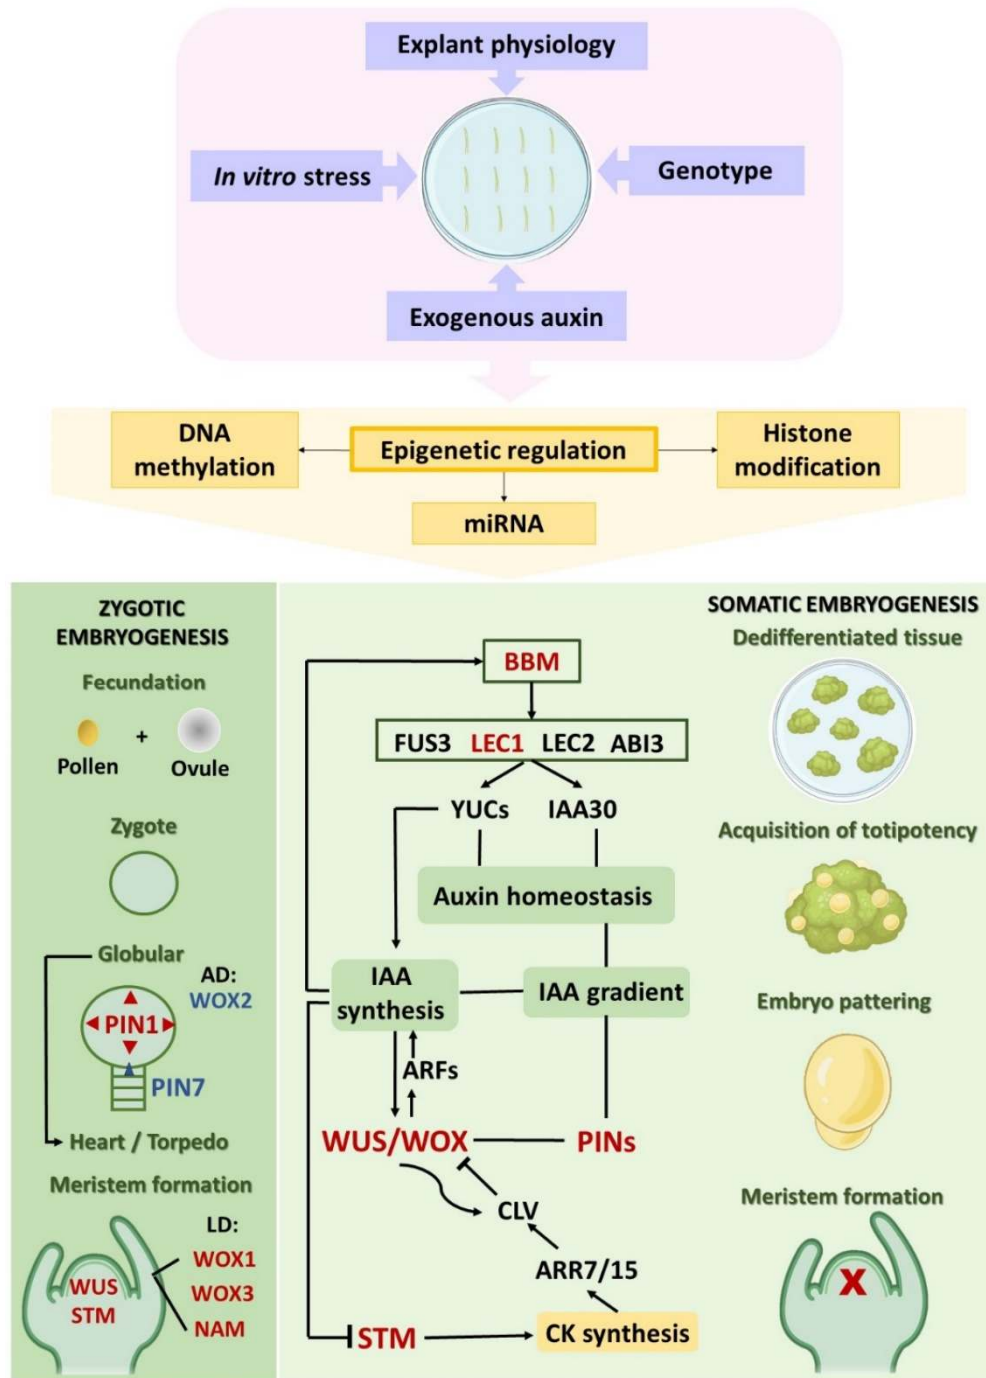 Explant physiology
In vitro stress
Genotype
Exogenous auxin
DNA
methylation
Epigenetic regulation
Histone
modification
miRNA
ZYGOTIC
EMBRYOGENESIS
Fecundation
+
Pollen
Ovule
Zygote
Globular
AD:
WOX2
PIN1
PIN7
Heart / Torpedo
Meristem formation
LD:
WOX1
WUS
WOX3
STM
NAM
BBM
FUS3 LEC1 LEC2 ABI3
YUCs
IAA30
Auxin homeostasis
IAA
synthesis
IAA gradient
ARFs
WUS/WOX
PINs
CLV
ARR7/15
STM
CK synthesis
SOMATIC EMBRYOGENESIS
Dedifferentiated tissue
Acquisition of totipotency
Embryo pattering
Meristem formation
X